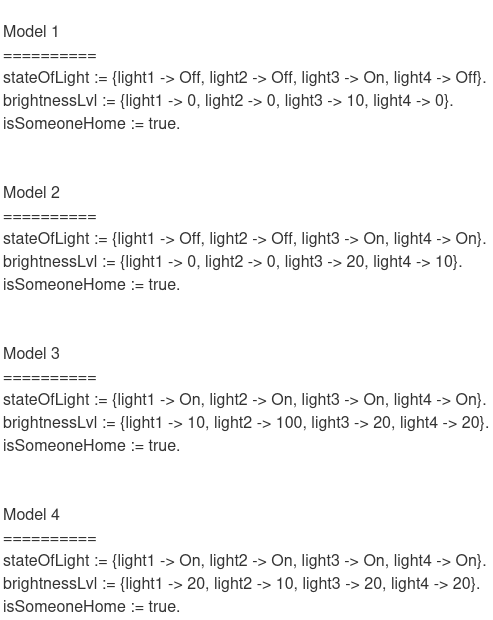 Model 1
==========
stateOfLight := {light1 -> Off, light2 -> Off, light3 -> On, light4 -> Off}.
brightnessLvl := {light1 -> 0, light2 -> 0, light3 -> 10, light4 -> 0}.
isSomeoneHome := true.
Model 2
==========
stateOfLight := {light1 -> Off, light2 -> Off, light3 -> On, light4 -> On}.
brightnessLvl := {light1 -> 0, light2 -> 0, light3 -> 20, light4 -> 10}.
isSomeoneHome := true.
Model 3
==========
stateOfLight := {light1 -> On, light2 -> On, light3 -> On, light4 -> On}.
brightnessLvl := {light1 -> 10, light2 -> 100, light3 -> 20, light4 -> 20}.
isSomeoneHome := true.
Model 4
==========
stateOfLight := {light1 -> On, light2 -> On, light3 -> On, light4 -> On}.
brightnessLvl := {light1 -> 20, light2 -> 10, light3 -> 20, light4 -> 20}.
isSomeoneHome := true.